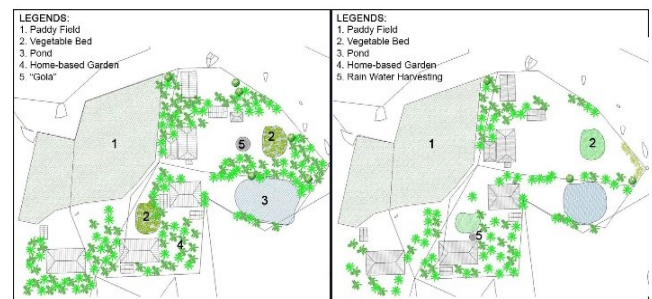 LEGENDS:
1. Paddy Field
2. Vegetable Bed
3. Pond
4. Home-based Garden
5. "Gola"
1
5
2
3
2
4
LEGENDS:
1. Paddy Field
2. Vegetable Bed
3. Pond
4. Home-based Garden
5. Rain Water Harvesting
1
2
5